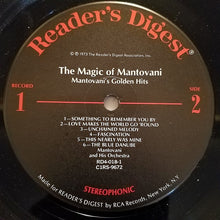 Reader's Digest®
© 1973 The Reader's Digest Association, Inc.
The Magic of Mantovani
Mantovani's Golden Hits
RECORD
1
SIDE
2
1—SOMETHING TO REMEMBER YOU BY
2—LOVE MAKES THE WORLD GO 'ROUND
3—UNCHAINED MELODY
4—FASCINATION
5—THIS NEARLY WAS MINE
6—THE BLUE DANUBE
Mantovani
and His Orchestra
RD4-018-1
C1RS-9672
STEREOPHONIC
Made for READER'S DIGEST by RCA Records, New York, N.Y.